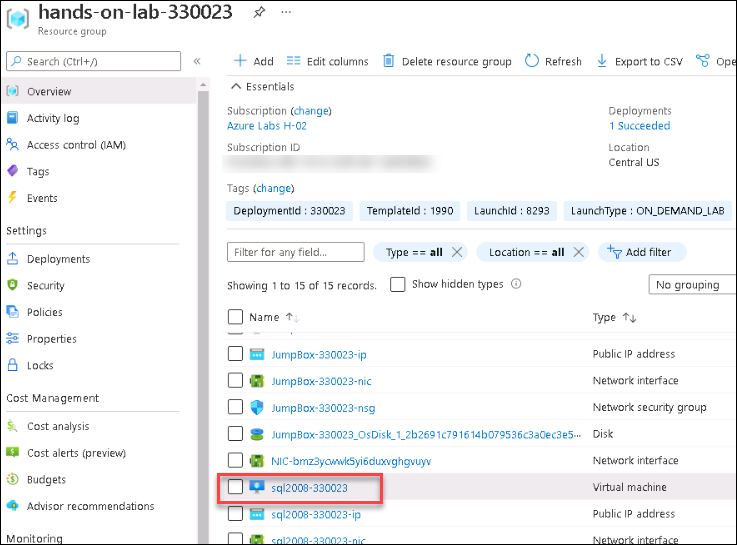 hands-on-lab-330023
Resource group
Search (Ctrl+/)
Overview
Activity log
Access control (IAM)
Tags
Events
Settings
Deployments
Security
Policies
Properties
Locks
Cost Management
Cost analysis
Cost alerts (preview)
Budgets
Advisor recommendations
Monitoring
Add Edit columns Delete resource group Refresh Export to CSV Ope
Essentials
Subscription (change) Deployments
Azure Labs H-02 1 Succeeded
Subscription ID Location
Central US
Tags (change)
DeploymentId : 330023 TemplateId : 1990 LaunchId : 8293 LaunchType : ON_DEMAND_LAB
Filter for any field... Type == all Location == all Add filter
Showing 1 to 15 of 15 records. Show hidden types No grouping
Name Type
JumpBox-330023-ip Public IP address
JumpBox-330023-nic Network interface
JumpBox-330023-nsg Network security group
JumpBox-330023_OsDisk_1_2b2691c791614b079536c3a0ec3e5··· Disk
NIC-bmz3ycwwk5yi6duxvghgvuyv Network interface
sql2008-330023 Virtual machine
sql2008-330023-ip Public IP address
sql2008-330023-nic Network interface